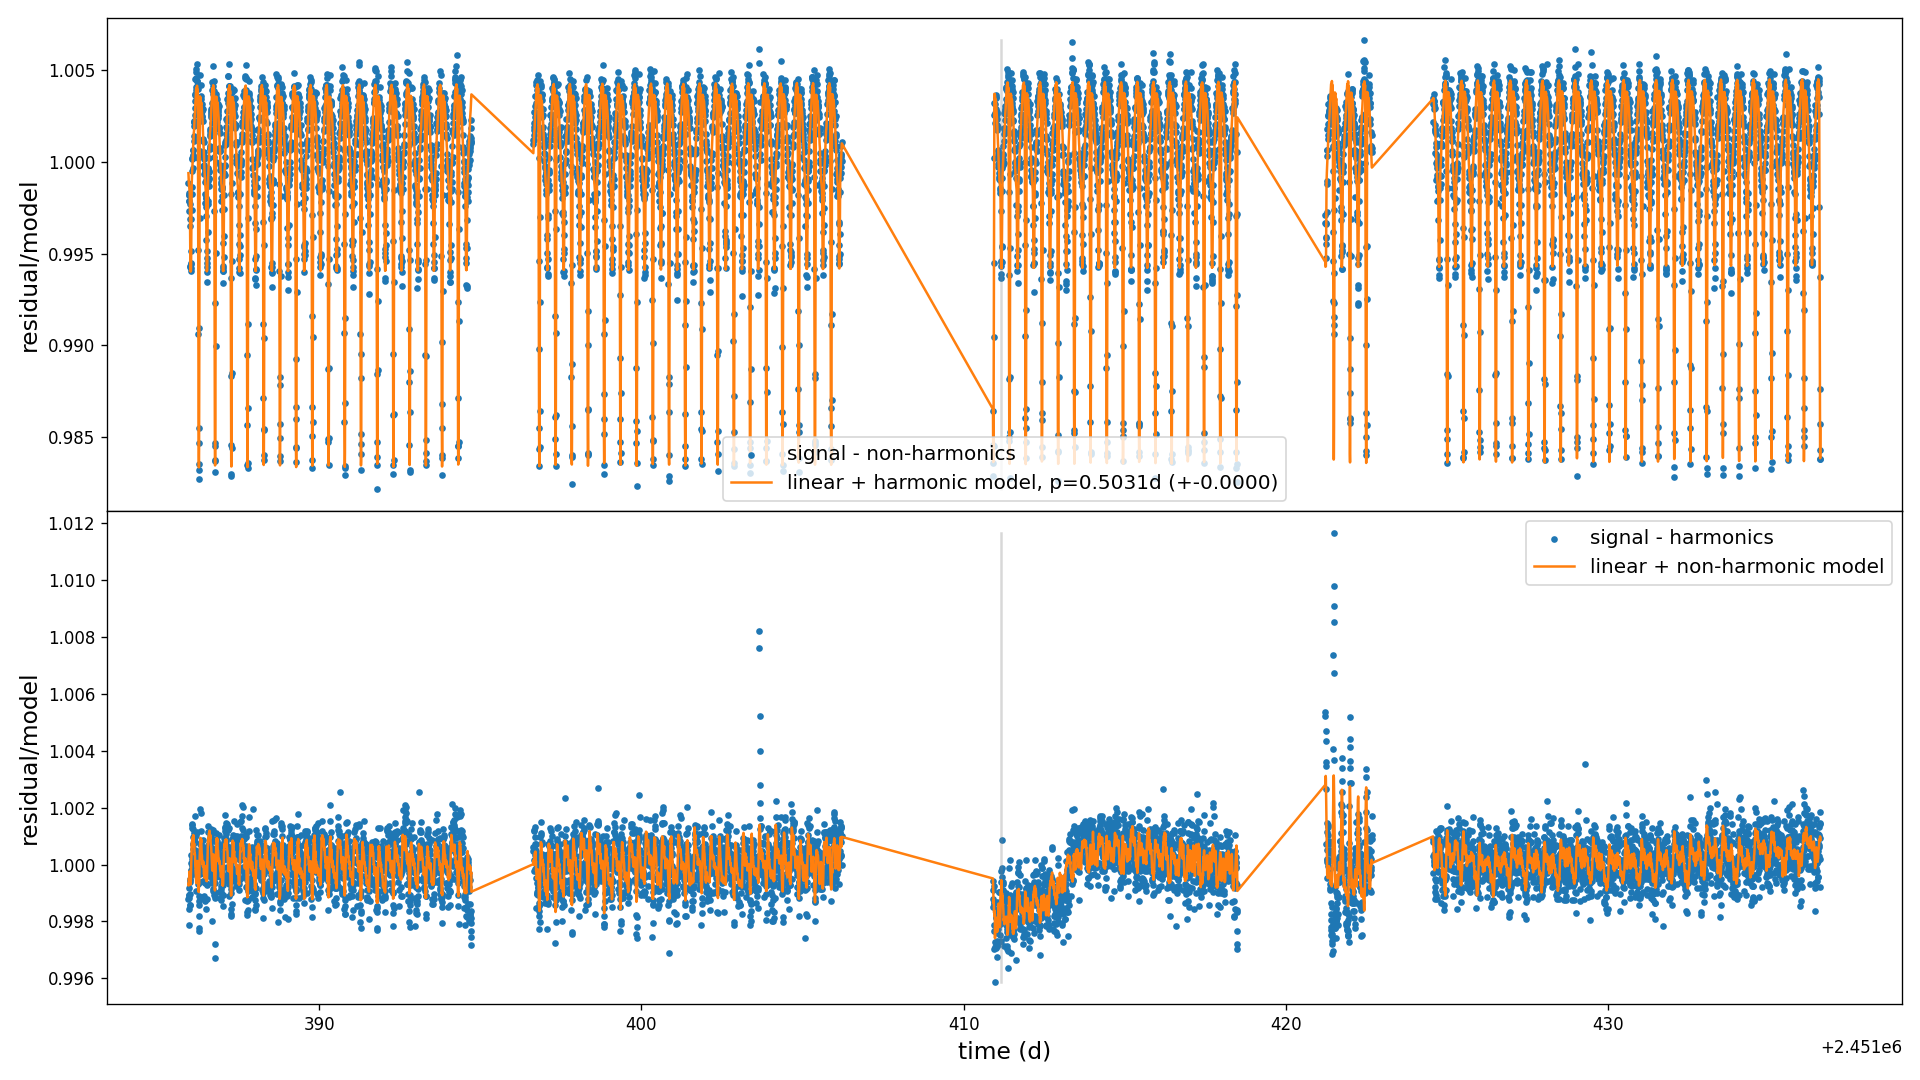 1.005
1.000
0.995
0.990
0.985
residual/model
signal - non-harmonics
linear + harmonic model, p=0.5031d (+-0.0000)
1.012
1.010
1.008
1.006
1.004
1.002
1.000
0.998
0.996
residual/model
signal - harmonics
linear + non-harmonic model
390
400
410
420
430
time (d)
+2.451e6